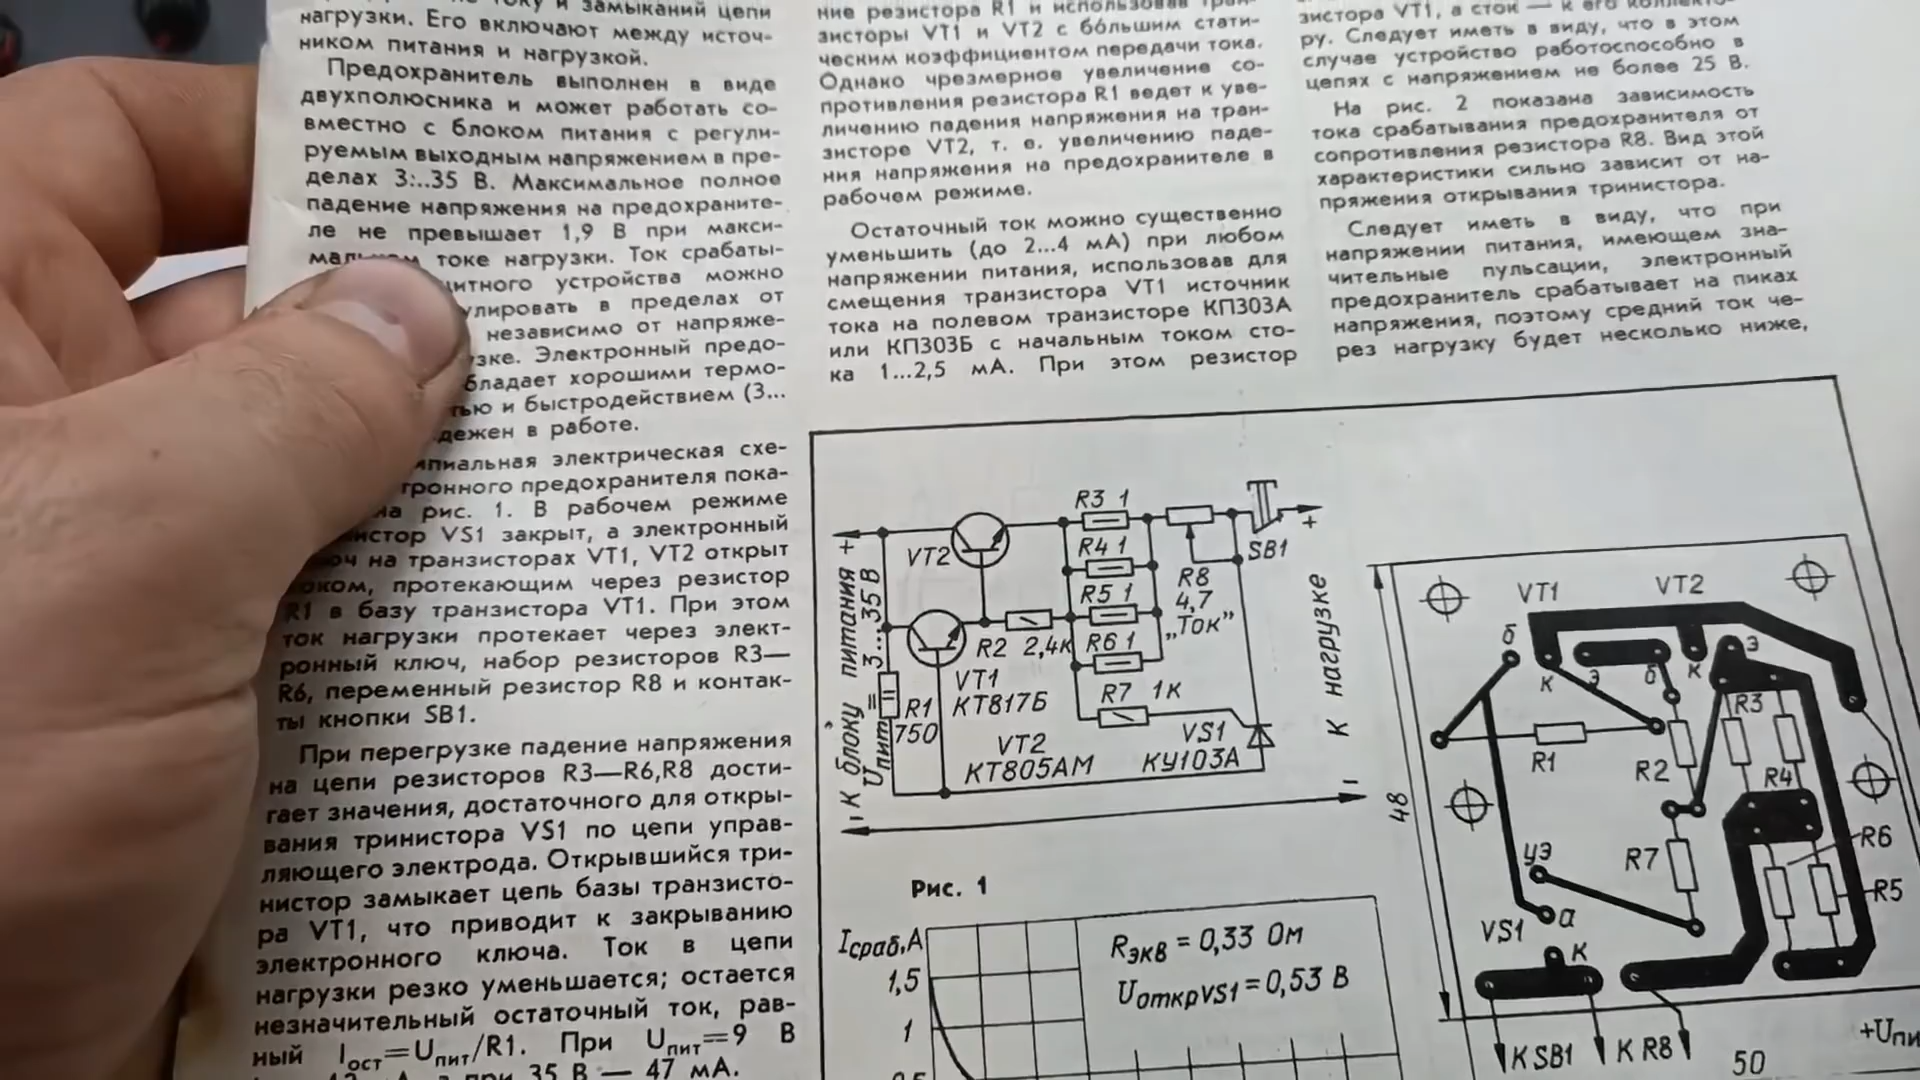 току и замыканий цепи
нагрузки. Его включают между источ-
ником питания и нагрузкой.
Предохранитель выполнен в виде
двухполюсника и может работать со-
вместно с блоком питания с регули-
руемым выходным напряжением в пре-
делах 3...35 В. Максимальное полное
падение напряжения на предохраните-
ле не превышает 1,9 В при макси-
токе нагрузки. Ток срабаты-
устройства можно
в пределах от
независимо от напряже-
Электронный предо-
хорошими термо-
и быстродействием (3...
в работе.
электрическая схе-
предохранителя пока-
рис. 1. В рабочем режиме
VS1 закрыт, а электронный
на транзисторах VT1, VT2 открыт
протекающим через резистор
R1 в базу транзистора VT1. При этом
ток нагрузки протекает через элект-
ронный ключ, набор резисторов R3—
R6, переменный резистор R8 и контак-
ты кнопки SB1.
При перегрузке падение напряжения
на цепи резисторов R3—R6,R8 дости-
гает значения, достаточного для откры-
вания тринистора VS1 по цепи управ-
ляющего электрода. Открывшийся три-
нистор замыкает цепь базы транзисто-
ра VT1, что приводит к закрыванию
электронного ключа. Ток в цепи
нагрузки резко уменьшается; остается
незначительный остаточный ток, рав-
ный Iост=Uпит/R1. При Uпит=9 В
при 35 В — 47 мА.
ние резистора R1 и использовав тран-
зисторы VT1 и VT2 с бо́льшим стати-
ческим коэффициентом передачи тока.
Однако чрезмерное увеличение со-
противления резистора R1 ведет к уве-
личению падения напряжения на тран-
зисторе VT2, т. е. увеличению паде-
ния напряжения на предохранителе в
рабочем режиме.
Остаточный ток можно существенно
уменьшить (до 2...4 мА) при любом
напряжении питания, использовав для
смещения транзистора VT1 источник
тока на полевом транзисторе КП303А
или КП303Б с начальным током сто-
ка 1...2,5 мА. При этом резистор
зистора VT1, а сток — к его коллекто-
ру. Следует иметь в виду, что в этом
случае устройство работоспособно в
цепях с напряжением не более 25 В.
На рис. 2 показана зависимость
тока срабатывания предохранителя от
сопротивления резистора R8. Вид этой
характеристики сильно зависит от на-
пряжения открывания тринистора.
Следует иметь в виду, что при
напряжении питания, имеющем зна-
чительные пульсации, электронный
предохранитель срабатывает на пиках
напряжения, поэтому средний ток че-
рез нагрузку будет несколько ниже,
R3 1
VT2
R4 1
SB1
+
R5 1
R8
4,7
„Ток"
R2 2,4к
R6 1
VT1
КТ817Б
R7 1к
R1
750
VS1
КУ103А
VT2
КТ805АМ
− К блоку питания +
Uпит = 3...35 В
− К нагрузке
Рис. 1
Iсраб,А
1,5
1
0,5
Rэкв = 0,33 Ом
Uоткр VS1 = 0,53 В
VT1
VT2
б
к
э
б
к
э
R1
R2
R3
R4
R7
R6
R5
уэ
а
VS1
к
48
К SB1
К R8
50
+Uпи